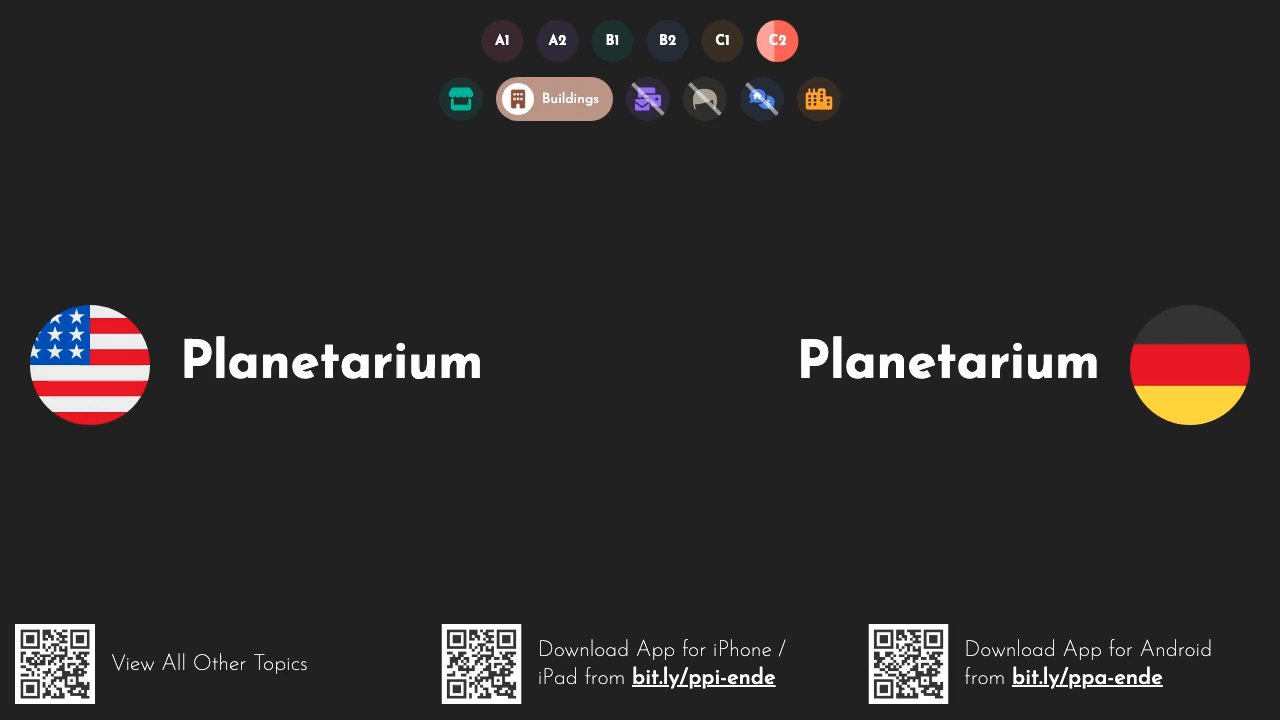 A1 A2 B1 B2 C1 C2
Buildings
Planetarium
Planetarium
View All Other Topics
Download App for iPhone /
iPad from bit.ly/ppi-ende
Download App for Android
from bit.ly/ppa-ende